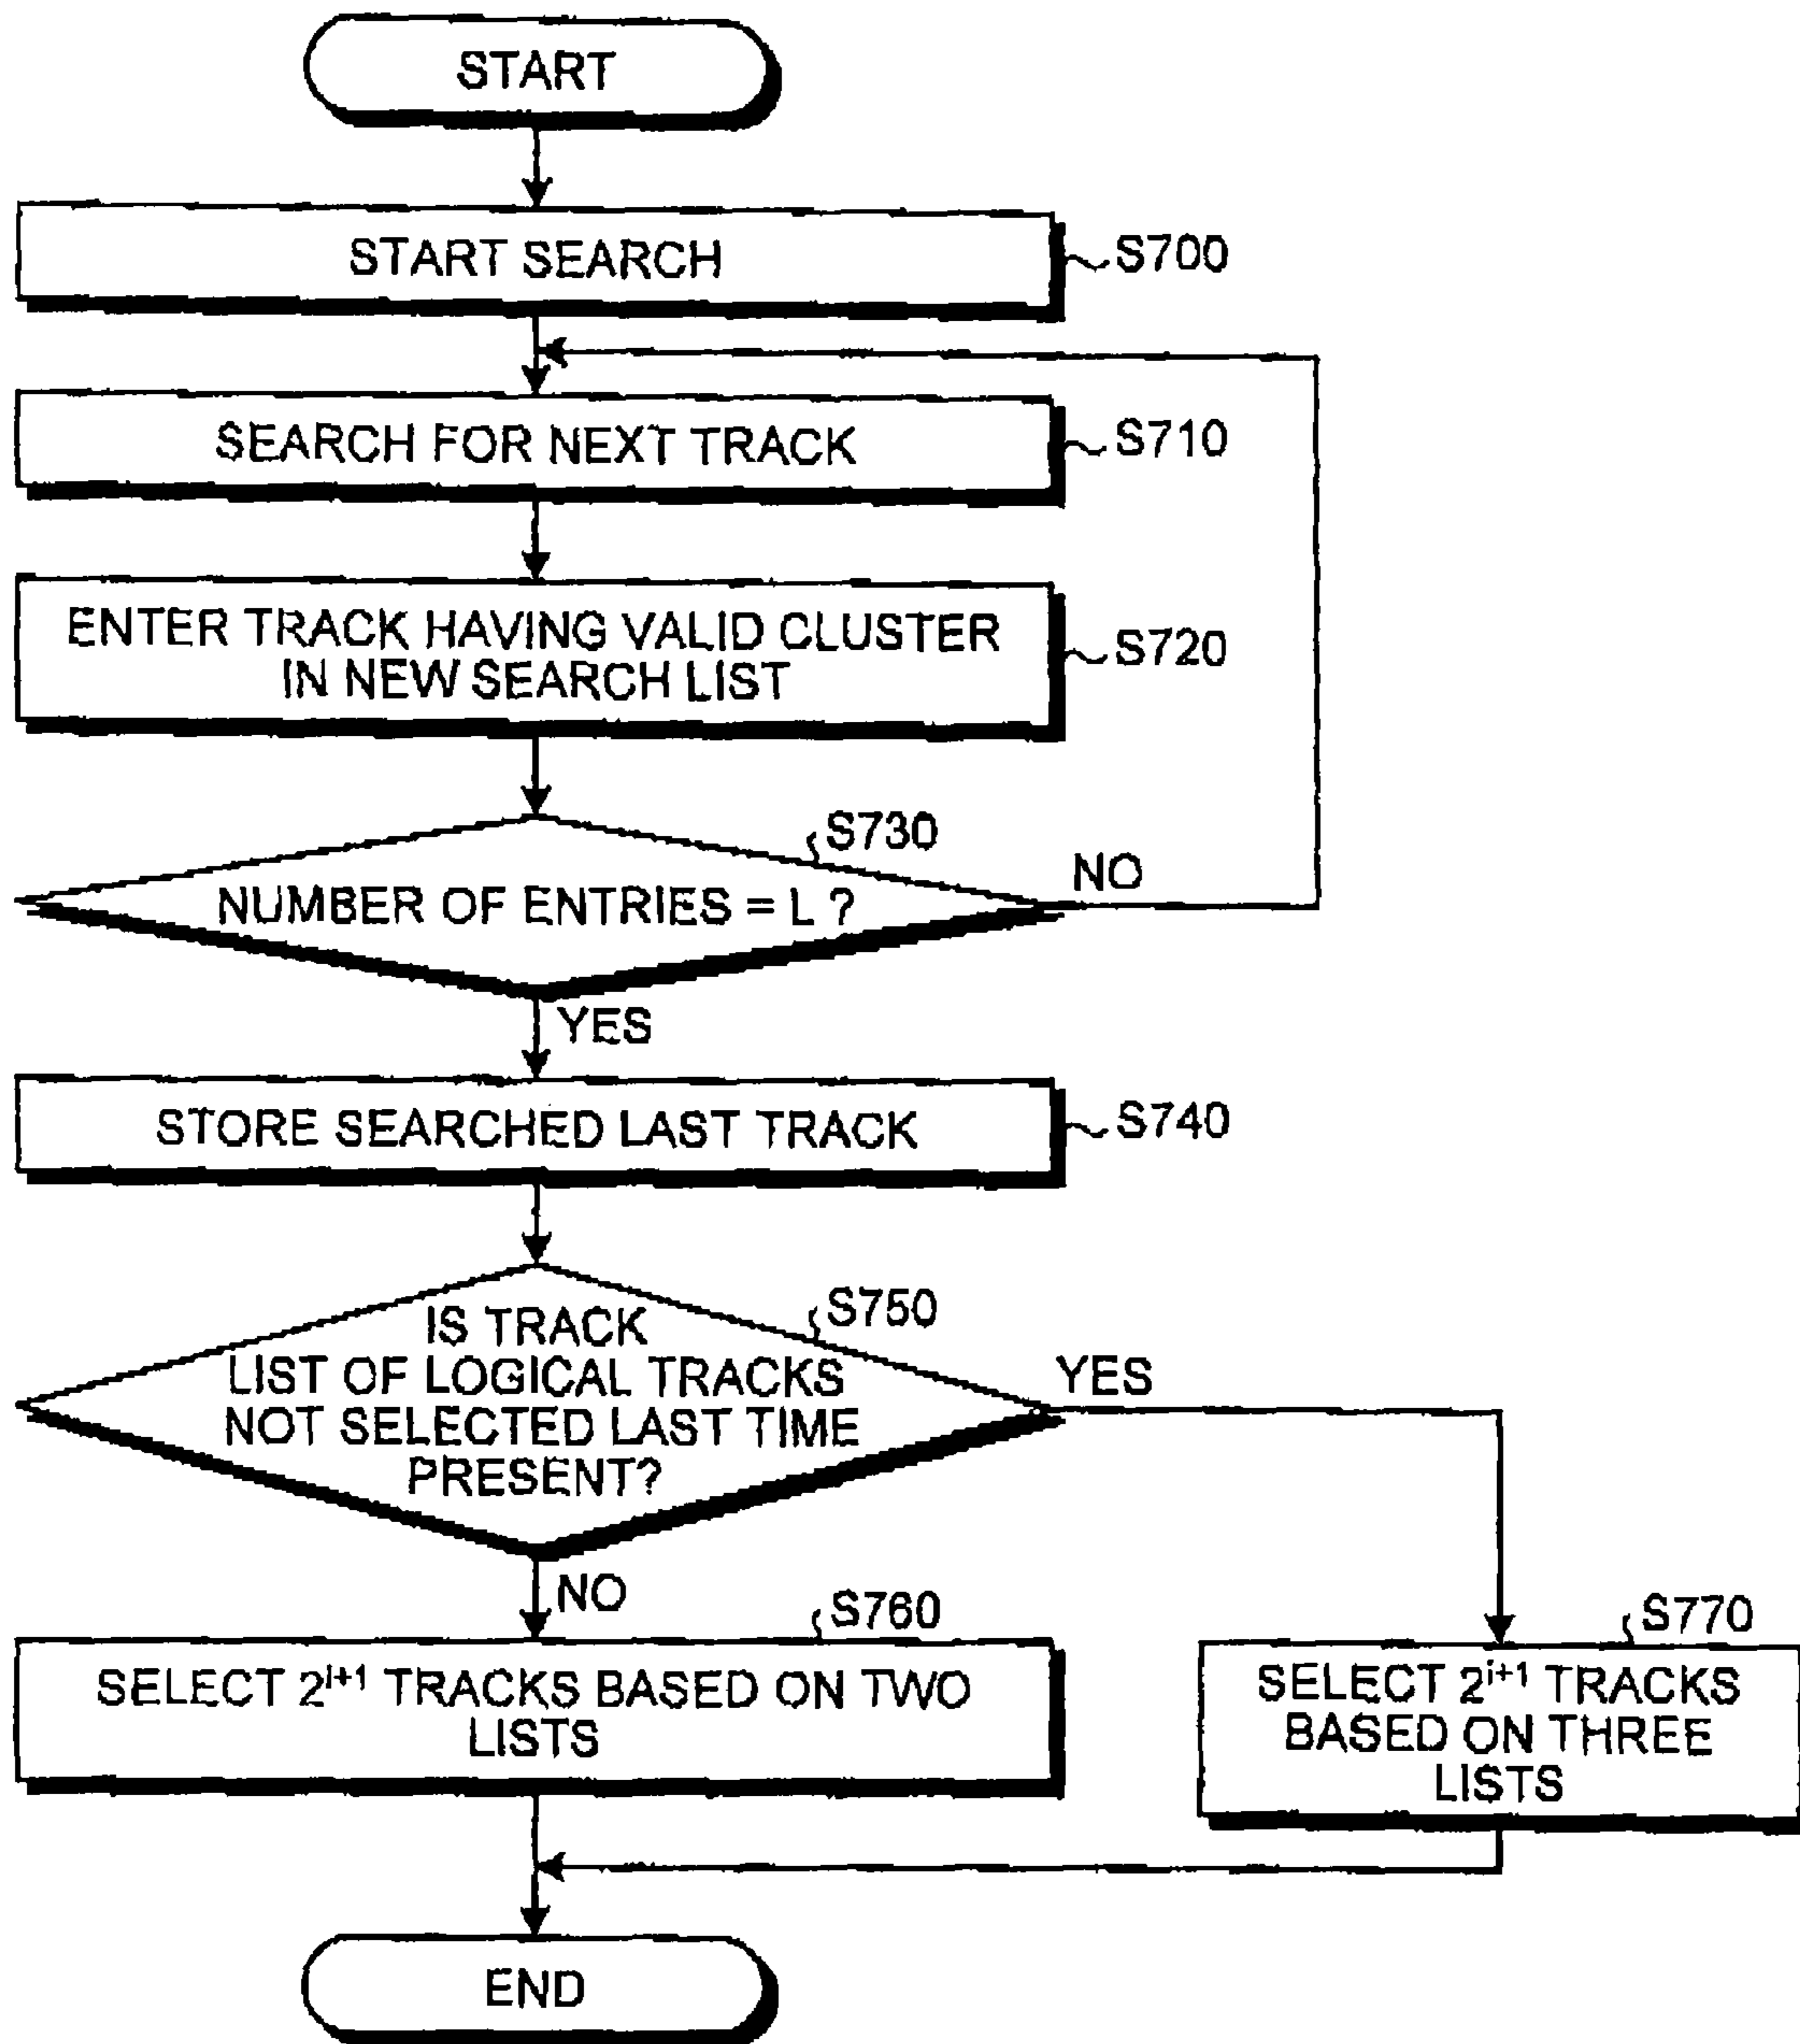 START
START SEARCH
S700
SEARCH FOR NEXT TRACK
S710
ENTER TRACK HAVING VALID CLUSTER
IN NEW SEARCH LIST
S720
S730
NUMBER OF ENTRIES = L ?
NO
YES
STORE SEARCHED LAST TRACK
S740
S750
IS TRACK
LIST OF LOGICAL TRACKS
NOT SELECTED LAST TIME
PRESENT?
YES
NO
S760
SELECT 2^i+1 TRACKS BASED ON TWO
LISTS
S770
SELECT 2^i+1 TRACKS
BASED ON THREE
LISTS
END